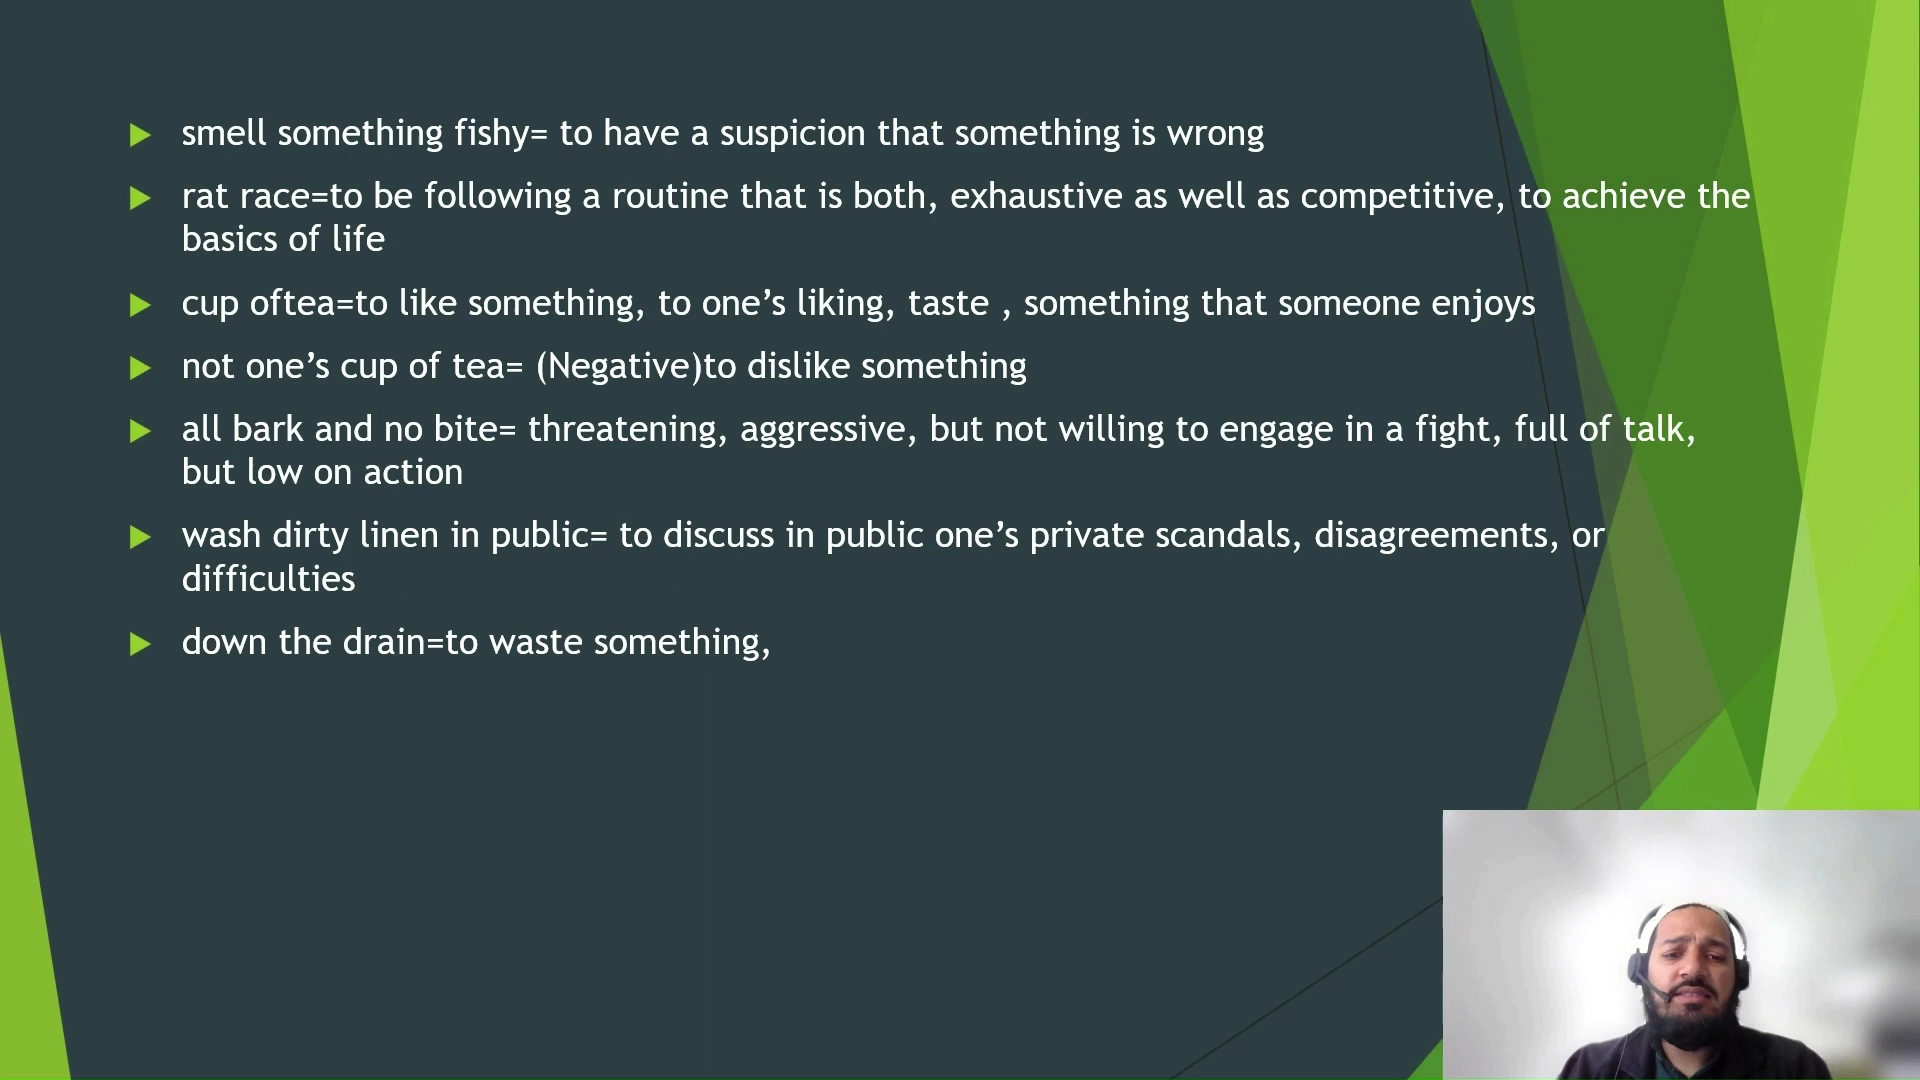 smell something fishy= to have a suspicion that something is wrong
rat race=to be following a routine that is both, exhaustive as well as competitive, to achieve the
basics of life
cup oftea=to like something, to one’s liking, taste , something that someone enjoys
not one’s cup of tea= (Negative)to dislike something
all bark and no bite= threatening, aggressive, but not willing to engage in a fight, full of talk,
but low on action
wash dirty linen in public= to discuss in public one’s private scandals, disagreements, or
difficulties
down the drain=to waste something,